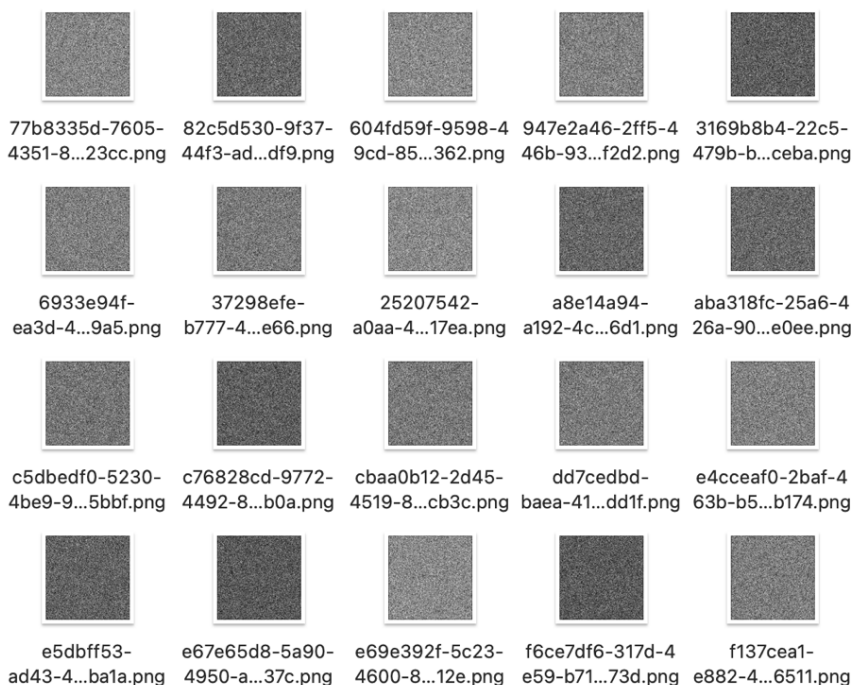 77b8335d-7605-
4351-8...23cc.png
82c5d530-9f37-
44f3-ad...df9.png
604fd59f-9598-4
9cd-85...362.png
947e2a46-2ff5-4
46b-93...f2d2.png
3169b8b4-22c5-
479b-b...ceba.png
6933e94f-
ea3d-4...9a5.png
37298efe-
b777-4...e66.png
25207542-
a0aa-4...17ea.png
a8e14a94-
a192-4c...6d1.png
aba318fc-25a6-4
26a-90...e0ee.png
c5dbedf0-5230-
4be9-9...5bbf.png
c76828cd-9772-
4492-8...b0a.png
cbaa0b12-2d45-
4519-8...cb3c.png
dd7cedbd-
baea-41...dd1f.png
e4cceaf0-2baf-4
63b-b5...b174.png
e5dbff53-
ad43-4...ba1a.png
e67e65d8-5a90-
4950-a...37c.png
e69e392f-5c23-
4600-8...12e.png
f6ce7df6-317d-4
e59-b71...73d.png
f137cea1-
e882-4...6511.png